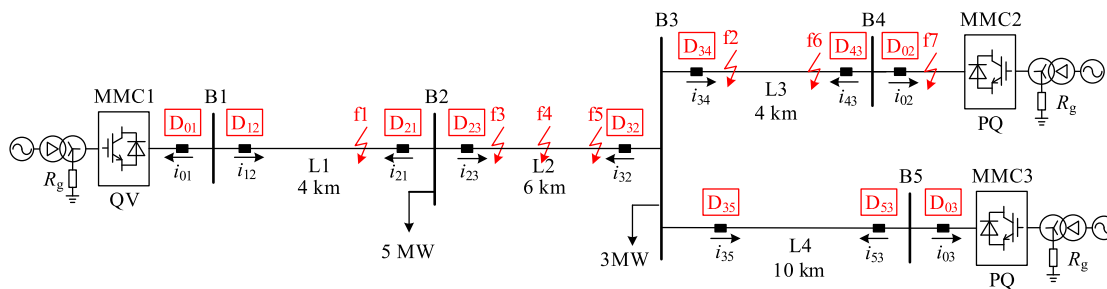 B3
B4
MMC2
D34
f2
f6
D43
D02
f7
i34
L3
4 km
i43
i02
PQ
Rg
MMC1
B1
B2
D01
D12
f1
D21
D23
f3
f4
f5
D32
i01
i12
L1
4 km
i21
i23
L2
6 km
i32
Rg
QV
5 MW
3MW
B5
MMC3
D35
D53
D03
i35
L4
10 km
i53
i03
PQ
Rg